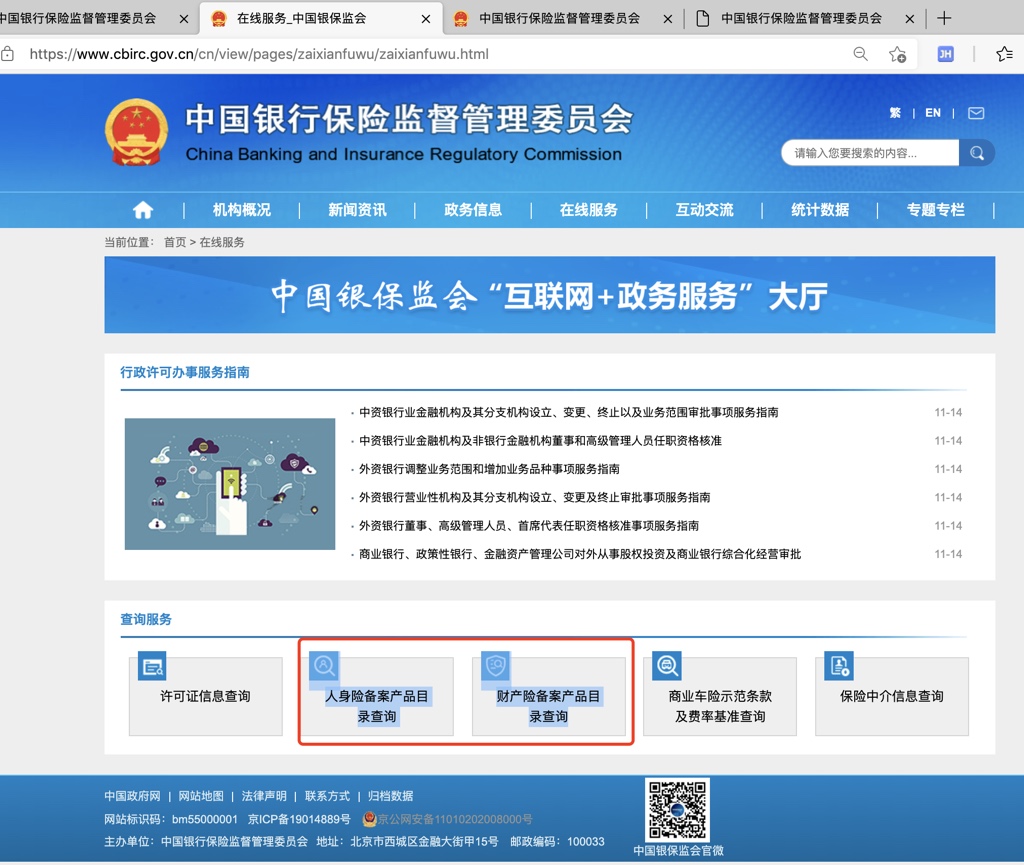 中国银行保险监督管理委员会
在线服务_中国银保监会
中国银行保险监督管理委员会
中国银行保险监督管理委员会
https://www.cbirc.gov.cn/cn/view/pages/zaixianfuwu/zaixianfuwu.html
JH
中国银行保险监督管理委员会
China Banking and Insurance Regulatory Commission
繁 | EN |
请输入您要搜索的内容...
机构概况 | 新闻资讯 | 政务信息 | 在线服务 | 互动交流 | 统计数据 | 专题专栏
当前位置： 首页 > 在线服务
中国银保监会“互联网+政务服务”大厅
行政许可办事服务指南
· 中资银行业金融机构及其分支机构设立、变更、终止以及业务范围审批事项服务指南 11-14
· 中资银行业金融机构及非银行金融机构董事和高级管理人员任职资格核准 11-14
· 外资银行调整业务范围和增加业务品种事项服务指南 11-14
· 外资银行营业性机构及其分支机构设立、变更及终止审批事项服务指南 11-14
· 外资银行董事、高级管理人员、首席代表任职资格核准事项服务指南 11-14
· 商业银行、政策性银行、金融资产管理公司对外从事股权投资及商业银行综合化经营审批 11-14
查询服务
许可证信息查询
人身险备案产品目
录查询
财产险备案产品目
录查询
商业车险示范条款
及费率基准查询
保险中介信息查询
中国政府网 | 网站地图 | 法律声明 | 联系方式 | 归档数据
网站标识码：bm55000001 京ICP备19014889号 京公网安备11010202008000号
主办单位：中国银行保险监督管理委员会 地址：北京市西城区金融大街甲15号 邮政编码：100033
中国银保监会官微